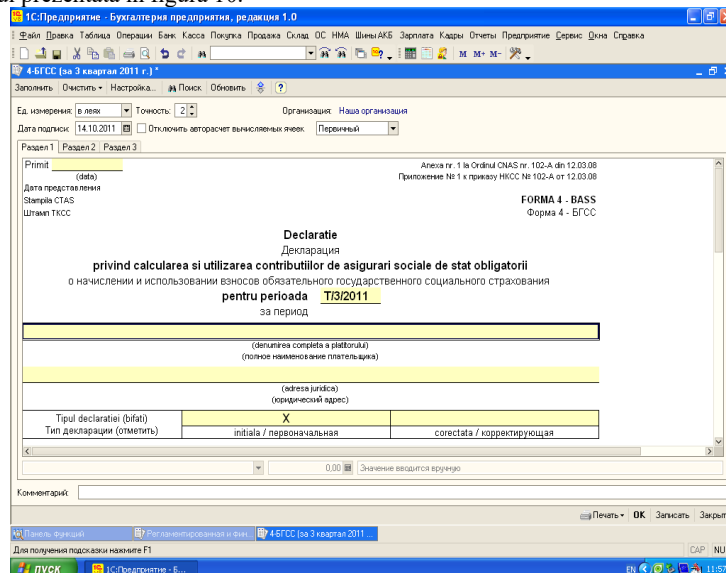 ai prezentata in figura 10.
1С:Предприятие - Бухгалтерия предприятия, редакция 1.0
Файл Правка Таблица Операции Банк Касса Покупка Продажа Склад ОС НМА Шины АКБ Зарплата Кадры Отчеты Предприятие Сервис Окна Справка
M M+ M-
4-БГСС (за 3 квартал 2011 г.) *
Заполнить Очистить Настройка... Поиск Обновить
Ед. измерения: в леях Точность: 2 Организация: Наша организация
Дата подписи: 14.10.2011 Отключить авторасчет вычисляемых ячеек Первичный
Раздел 1 Раздел 2 Раздел 3
Primit Anexa nr. 1 la Ordinul CNAS nr. 102-A din 12.03.08
(data) Приложение № 1 к приказу НКСС № 102-А от 12.03.08
Дата представления
Stampila CTAS FORMA 4 - BASS
Штамп ТКСС Форма 4 - БГСС
Declaratie
Декларация
privind calcularea si utilizarea contributiilor de asigurari sociale de stat obligatorii
о начислении и использовании взносов обязательного государственного социального страхования
pentru perioada T/3/2011
за период
(denumirea completa a platitorului)
(полное наименование плательщика)
(adresa juridica)
(юридический адрес)
Tipul declaratiei (bifati) X
Тип декларации (отметить) initiala / первоначальная corectata / корректирующая
0,00 Значение вводится вручную
Комментарий:
Печать OK Записать Закрыт
Панель функций Регламентированная и фин... 4-БГСС (за 3 квартал 2011 ...
Для получения подсказки нажмите F1 CAP NU
пуск 1С:Предприятие - Б... EN 11:57